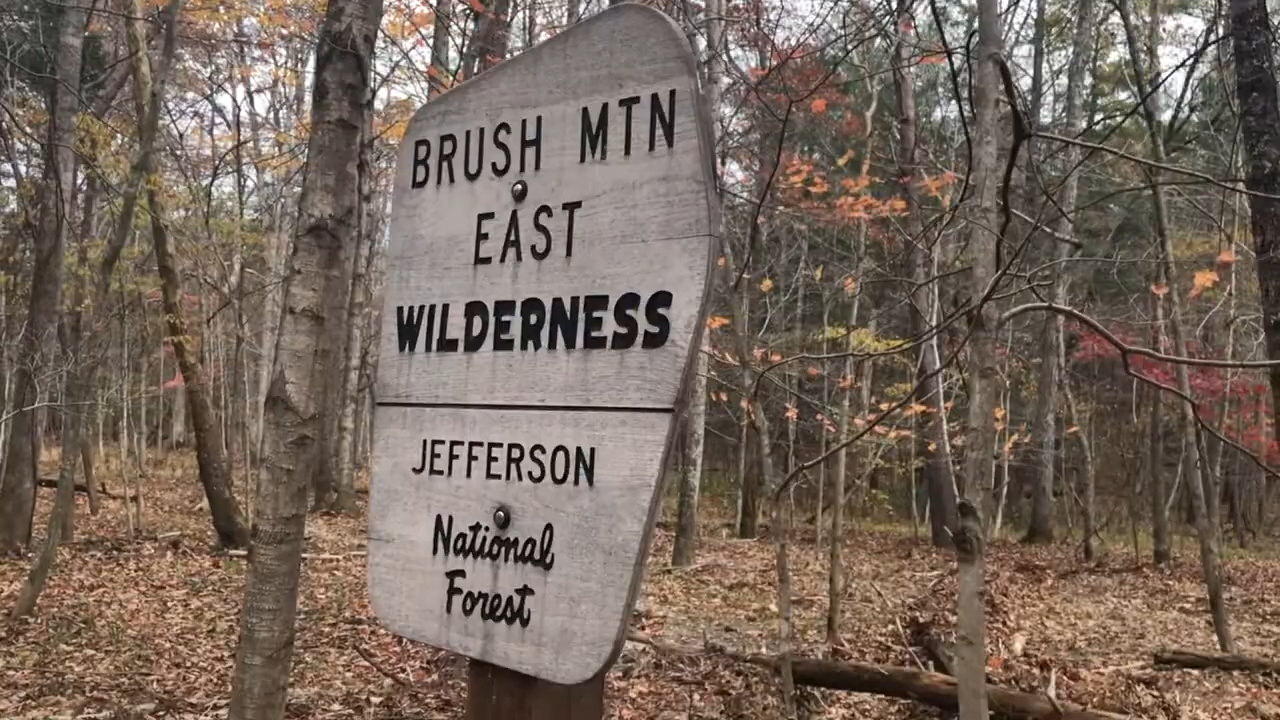 BRUSH MTN
EAST
WILDERNESS
JEFFERSON
National
Forest